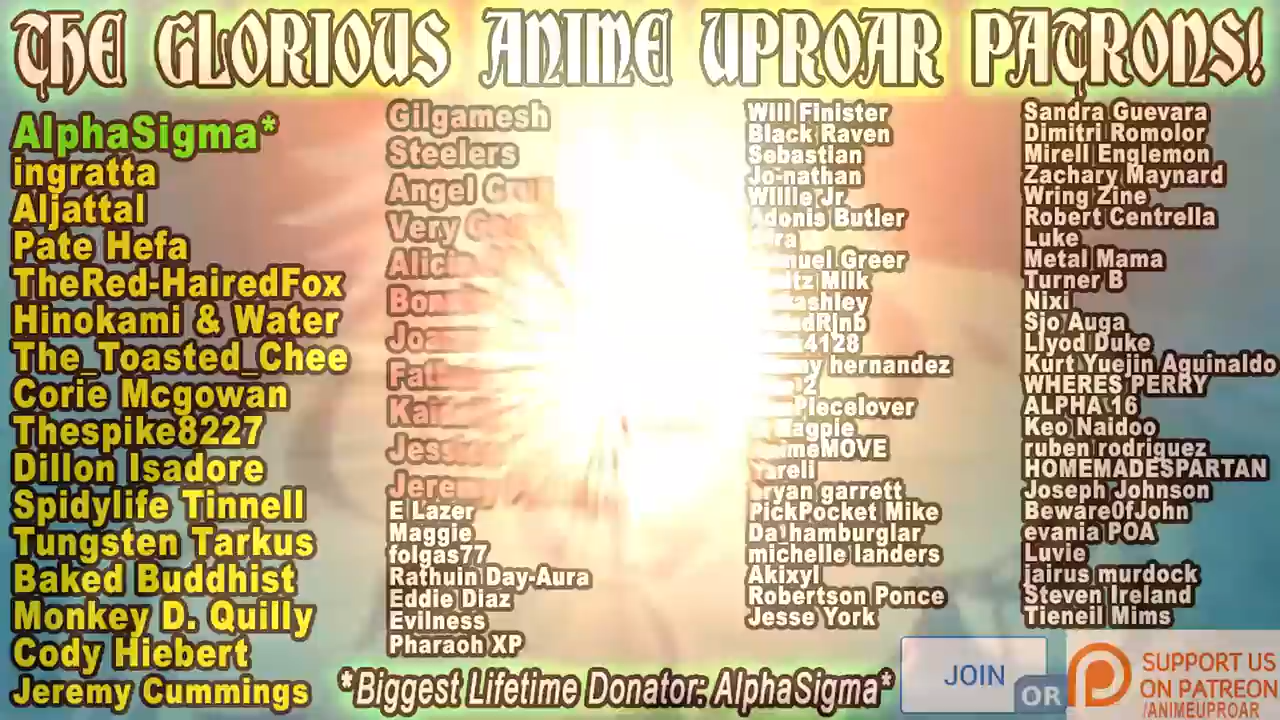 THE GLORIOUS ANIME UPROAR PATRONS!
AlphaSigma*
ingratta
Aljattal
Pate Hefa
TheRed-HairedFox
Hinokami & Water
The_Toasted_Chee
Corie Mcgowan
Thespike8227
Dillon Isadore
Spidylife Tinnell
Tungsten Tarkus
Baked Buddhist
Monkey D. Quilly
Cody Hiebert
Jeremy Cummings
Gilgamesh
Steelers
Angel
Very
E Lazer
Maggie
folgas77
Rathuin Day-Aura
Eddie Diaz
Evilness
Pharaoh XP
Will Finister
Black Raven
Sebastian
Jo-nathan
Willie Jr
Adonis Butler
Greer
Milk
hernandez
bryan garrett
PickPocket Mike
Da hamburglar
michelle landers
Akixyl
Robertson Ponce
Jesse York
Sandra Guevara
Dimitri Romolor
Mirell Englemon
Zachary Maynard
Wring Zine
Robert Centrella
Luke
Metal Mama
Turner B
Nixi
Sjo Auga
Llyod Duke
Kurt Yuejin Aguinaldo
WHERES PERRY
ALPHA 16
Keo Naidoo
ruben rodriguez
HOMEMADESPARTAN
Joseph Johnson
Beware0fJohn
evania POA
Luvie
jairus murdock
Steven Ireland
Tieneil Mims
*Biggest Lifetime Donator: AlphaSigma*
JOIN
OR
SUPPORT US
ON PATREON
/ANIMEUPROAR